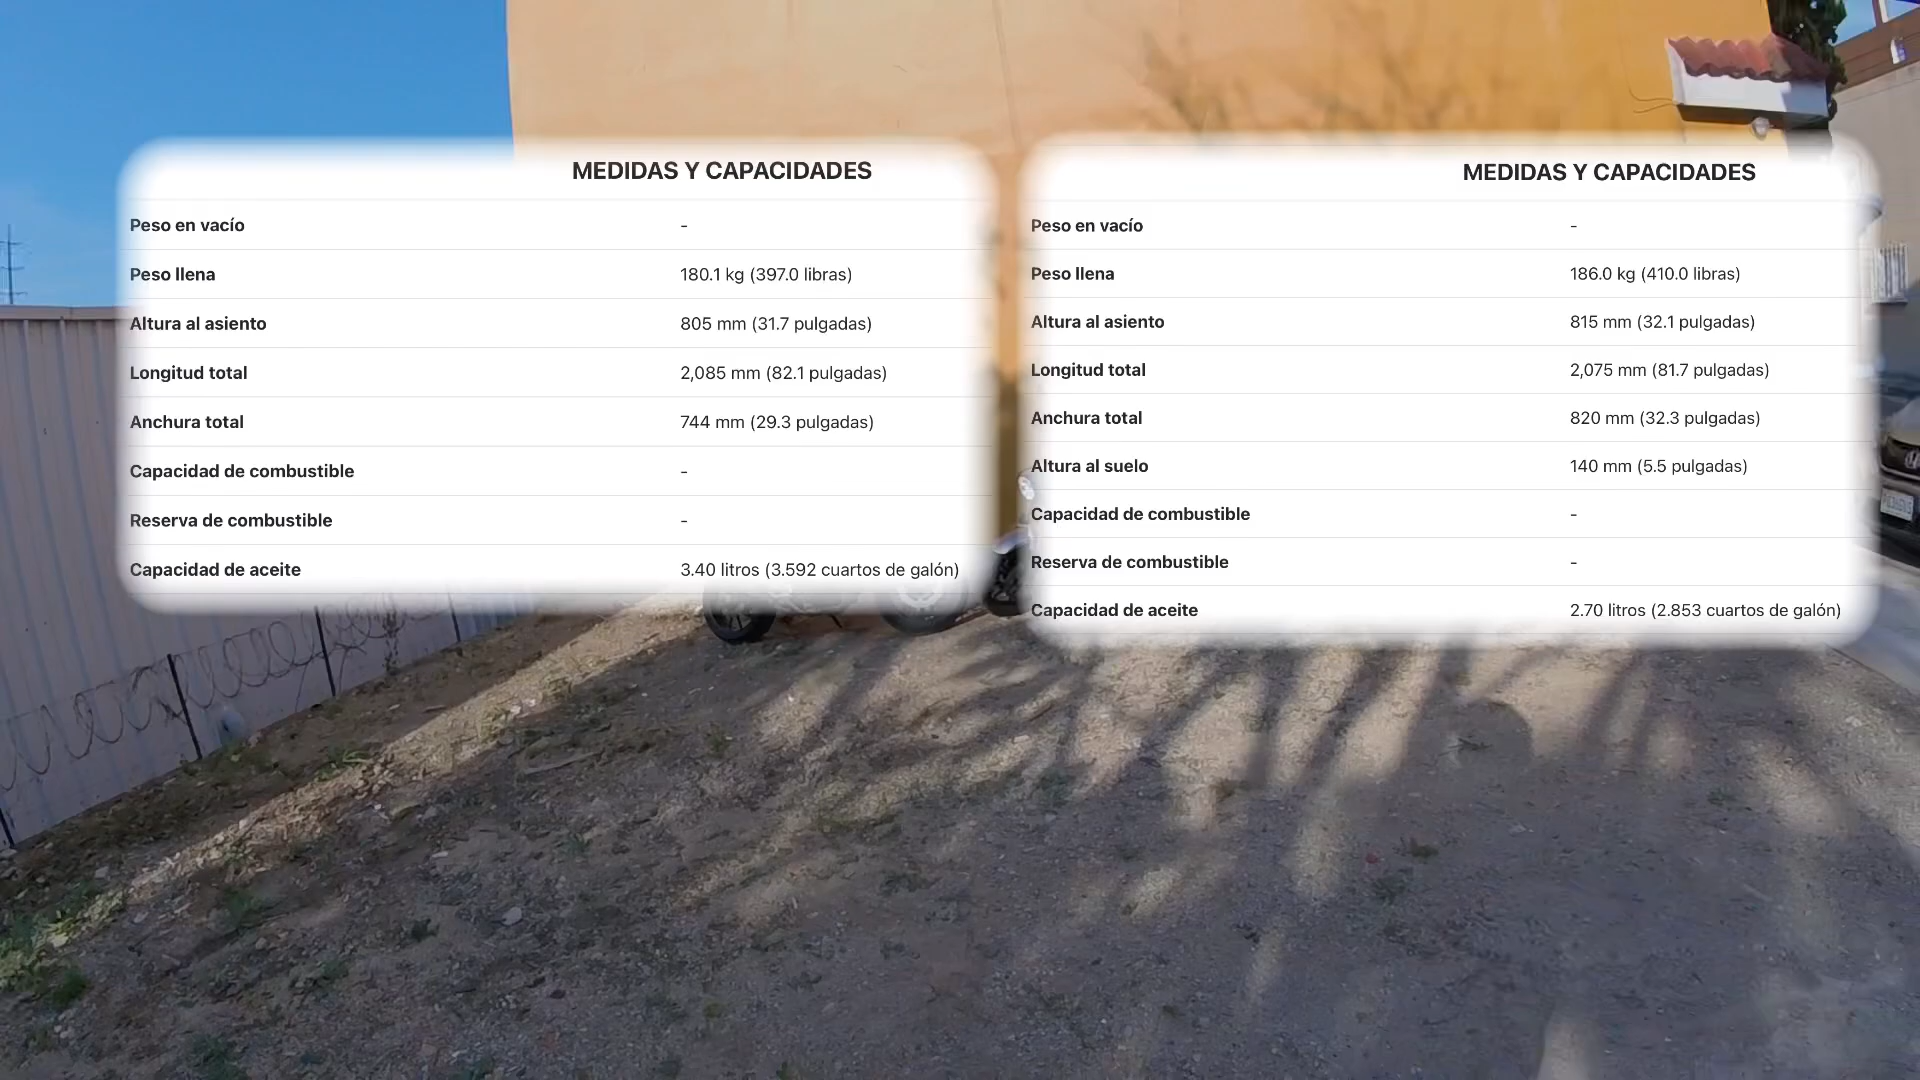 MEDIDAS Y CAPACIDADES
Peso en vacío -
Peso llena 180.1 kg (397.0 libras)
Altura al asiento 805 mm (31.7 pulgadas)
Longitud total 2,085 mm (82.1 pulgadas)
Anchura total 744 mm (29.3 pulgadas)
Capacidad de combustible -
Reserva de combustible -
Capacidad de aceite 3.40 litros (3.592 cuartos de galón)
MEDIDAS Y CAPACIDADES
Peso en vacío -
Peso llena 186.0 kg (410.0 libras)
Altura al asiento 815 mm (32.1 pulgadas)
Longitud total 2,075 mm (81.7 pulgadas)
Anchura total 820 mm (32.3 pulgadas)
Altura al suelo 140 mm (5.5 pulgadas)
Capacidad de combustible -
Reserva de combustible -
Capacidad de aceite 2.70 litros (2.853 cuartos de galón)